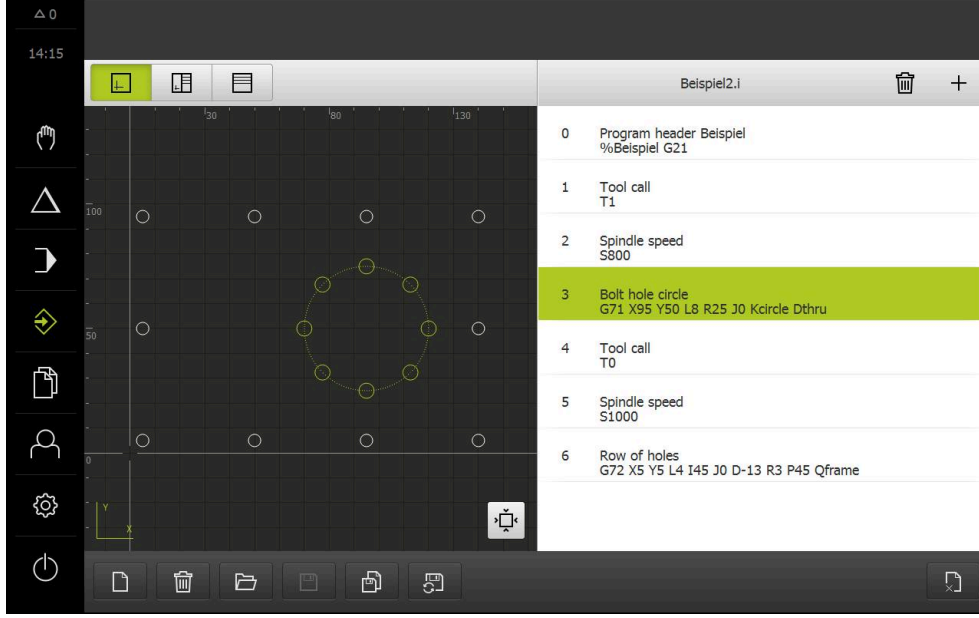 △ 0
14:15
Beispiel2.i
30
80
130
100
50
0
Y
X
0 Program header Beispiel
%Beispiel G21
1 Tool call
T1
2 Spindle speed
S800
3 Bolt hole circle
G71 X95 Y50 L8 R25 J0 Kcircle Dthru
4 Tool call
T0
5 Spindle speed
S1000
6 Row of holes
G72 X5 Y5 L4 I45 J0 D-13 R3 P45 Qframe